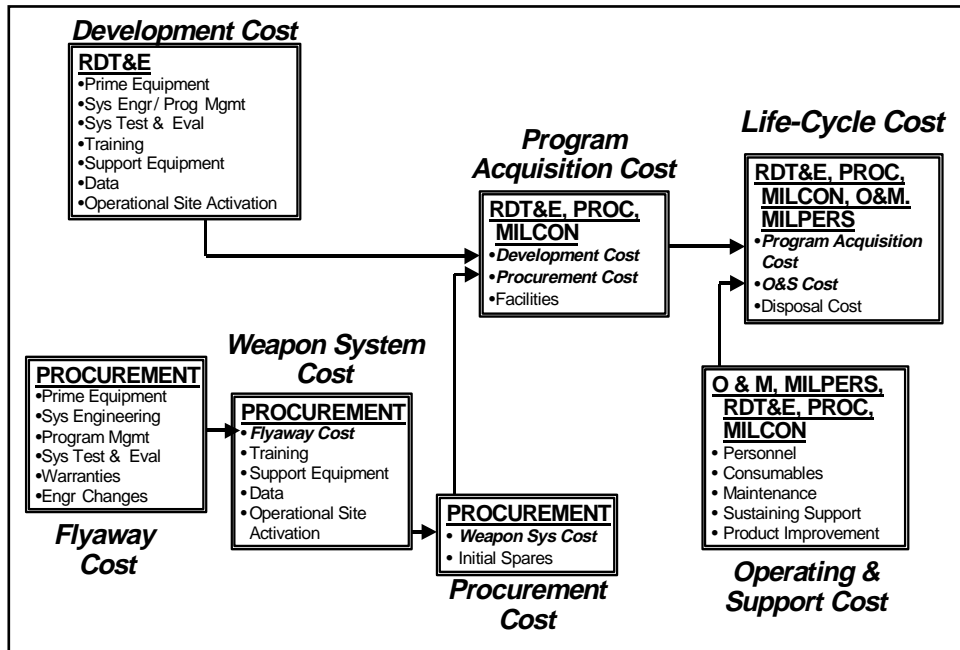 Development Cost
RDT&E
•Prime Equipment
•Sys Engr/ Prog Mgmt
•Sys Test & Eval
•Training
•Support Equipment
•Data
•Operational Site Activation
Program
Acquisition Cost
RDT&E, PROC,
MILCON
•Development Cost
•Procurement Cost
•Facilities
Life-Cycle Cost
RDT&E, PROC,
MILCON, O&M.
MILPERS
•Program Acquisition
Cost
•O&S Cost
•Disposal Cost
PROCUREMENT
•Prime Equipment
•Sys Engineering
•Program Mgmt
•Sys Test & Eval
•Warranties
•Engr Changes
Flyaway
Cost
Weapon System
Cost
PROCUREMENT
• Flyaway Cost
• Training
• Support Equipment
• Data
• Operational Site
Activation
PROCUREMENT
• Weapon Sys Cost
• Initial Spares
Procurement
Cost
O & M, MILPERS,
RDT&E, PROC,
MILCON
• Personnel
• Consumables
• Maintenance
• Sustaining Support
• Product Improvement
Operating &
Support Cost